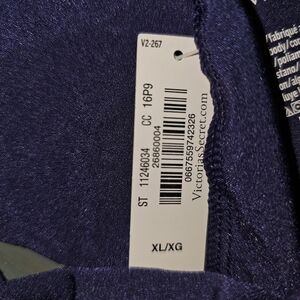 V2-267
ST 11246034 CC 16P9
26860004
0667559742326
VictoriasSecret.com
XL/XG